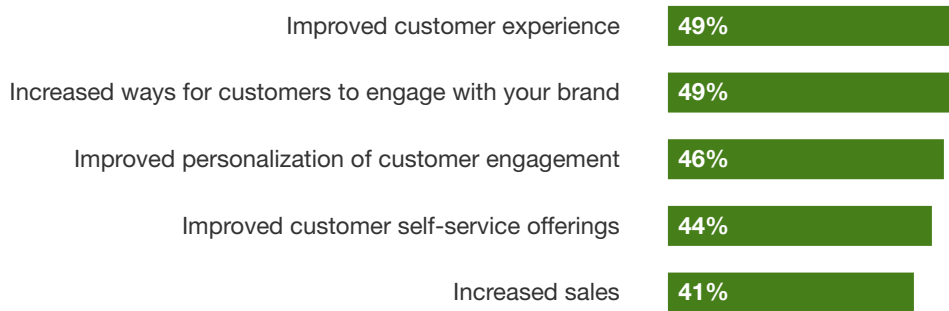 Improved customer experience 49%
Increased ways for customers to engage with your brand 49%
Improved personalization of customer engagement 46%
Improved customer self-service offerings 44%
Increased sales 41%